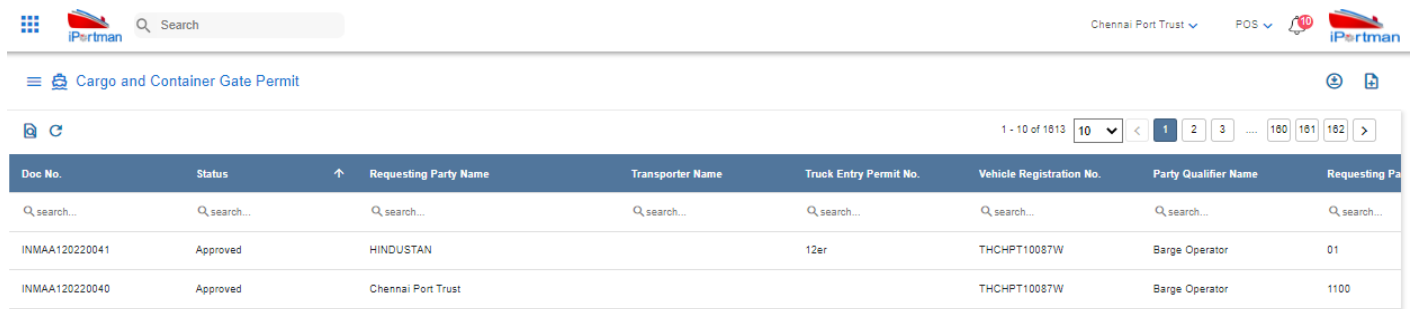 iPortman Search Chennai Port Trust POS 10 iPortman
Cargo and Container Gate Permit
1 - 10 of 1613 10 < 1 2 3 .... 160 161 162 >
Doc No. Status Requesting Party Name Transporter Name Truck Entry Permit No. Vehicle Registration No. Party Qualifier Name Requesting Pa
search... search... search... search... search... search... search... search...
INMAA120220041 Approved HINDUSTAN 12er THCHPT10087W Barge Operator 01
INMAA120220040 Approved Chennai Port Trust THCHPT10087W Barge Operator 1100